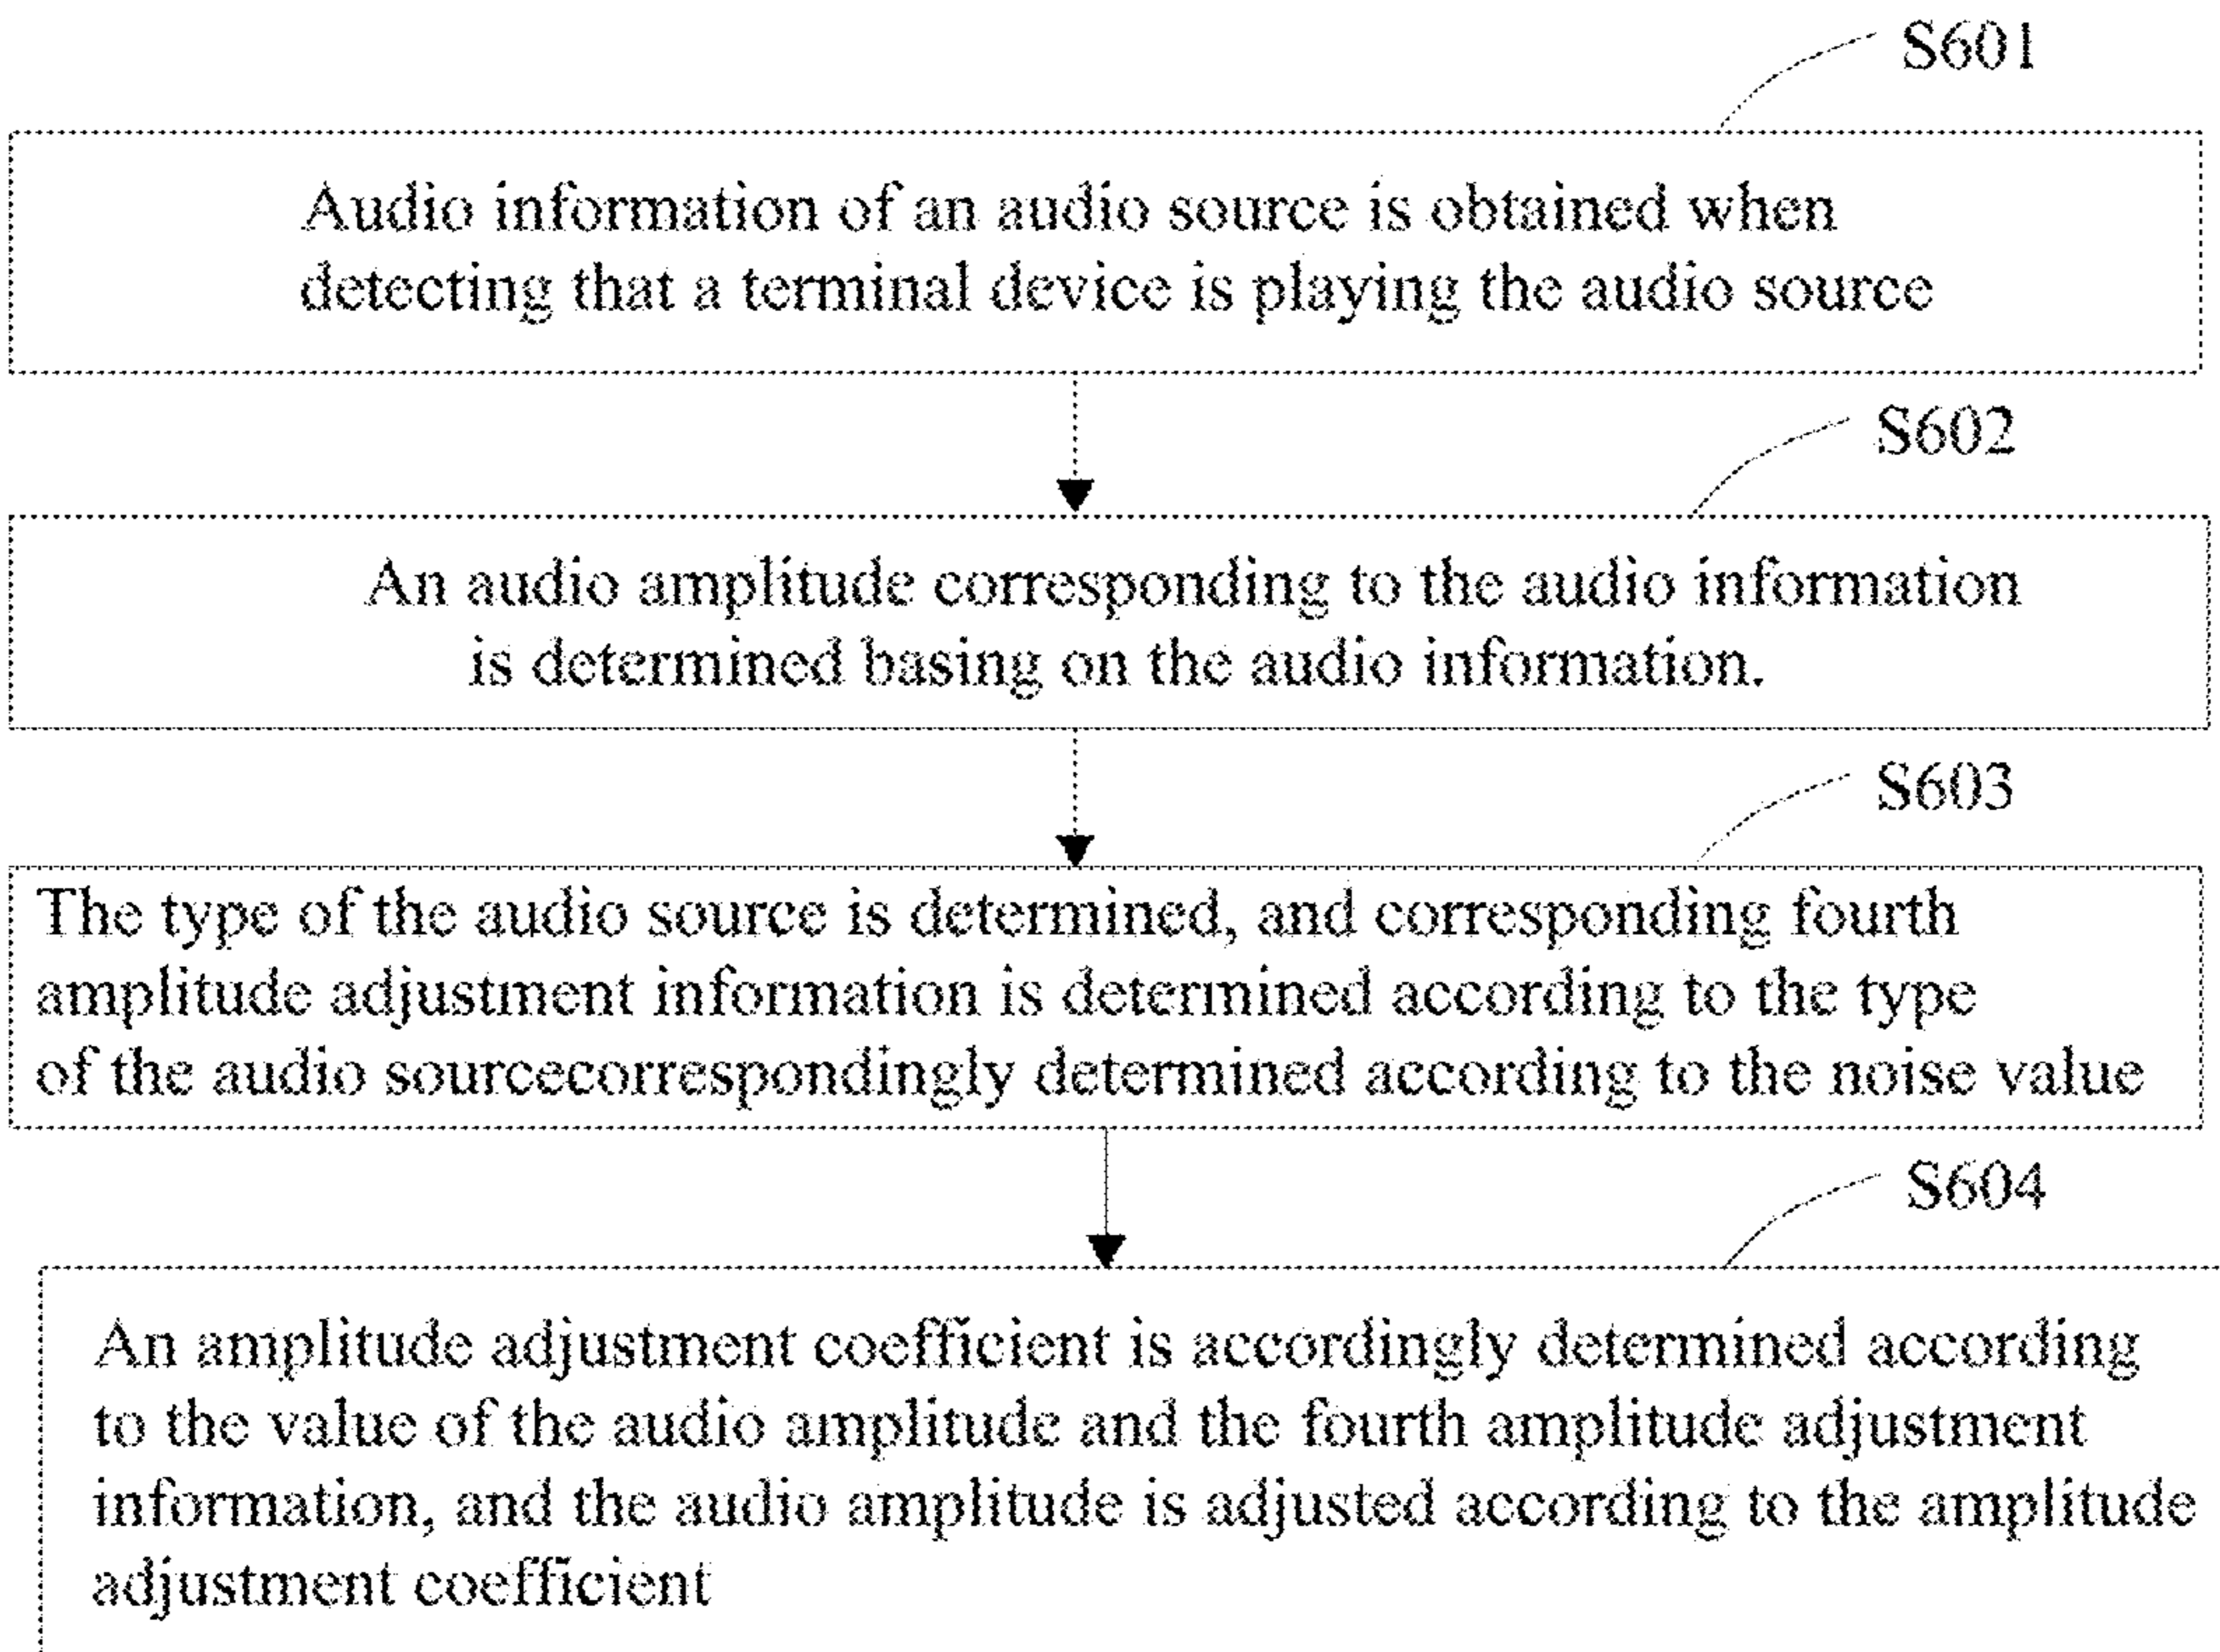 S601
Audio information of an audio source is obtained when
detecting that a terminal device is playing the audio source
S602
An audio amplitude corresponding to the audio information
is determined basing on the audio information.
S603
The type of the audio source is determined, and corresponding fourth
amplitude adjustment information is determined according to the type
of the audio sourcecorrespondingly determined according to the noise value
S604
An amplitude adjustment coefficient is accordingly determined according
to the value of the audio amplitude and the fourth amplitude adjustment
information, and the audio amplitude is adjusted according to the amplitude
adjustment coefficient